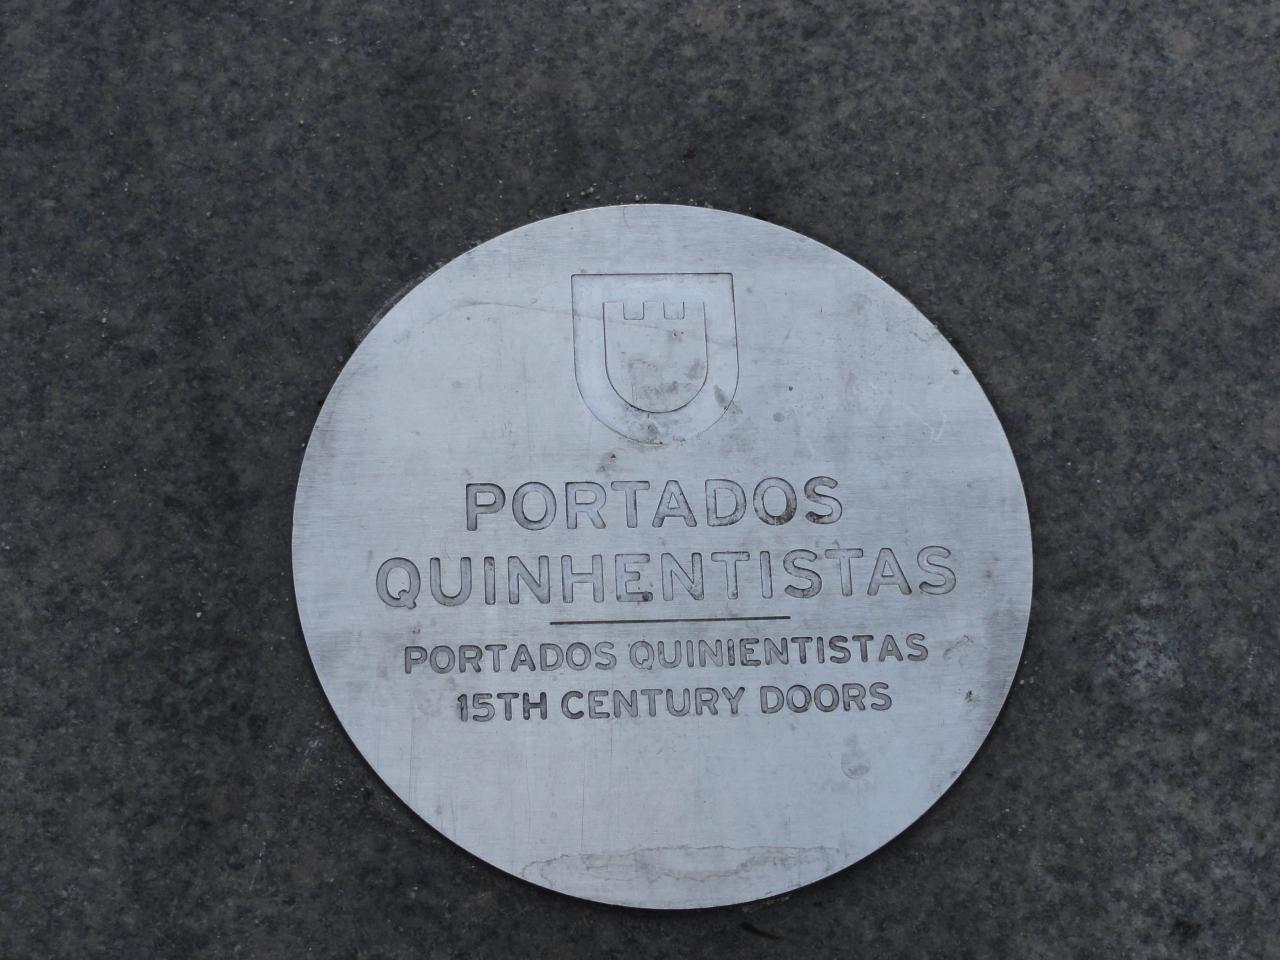 PORTADOS
QUINHENTISTAS
PORTADOS QUINIENTISTAS
15TH CENTURY DOORS